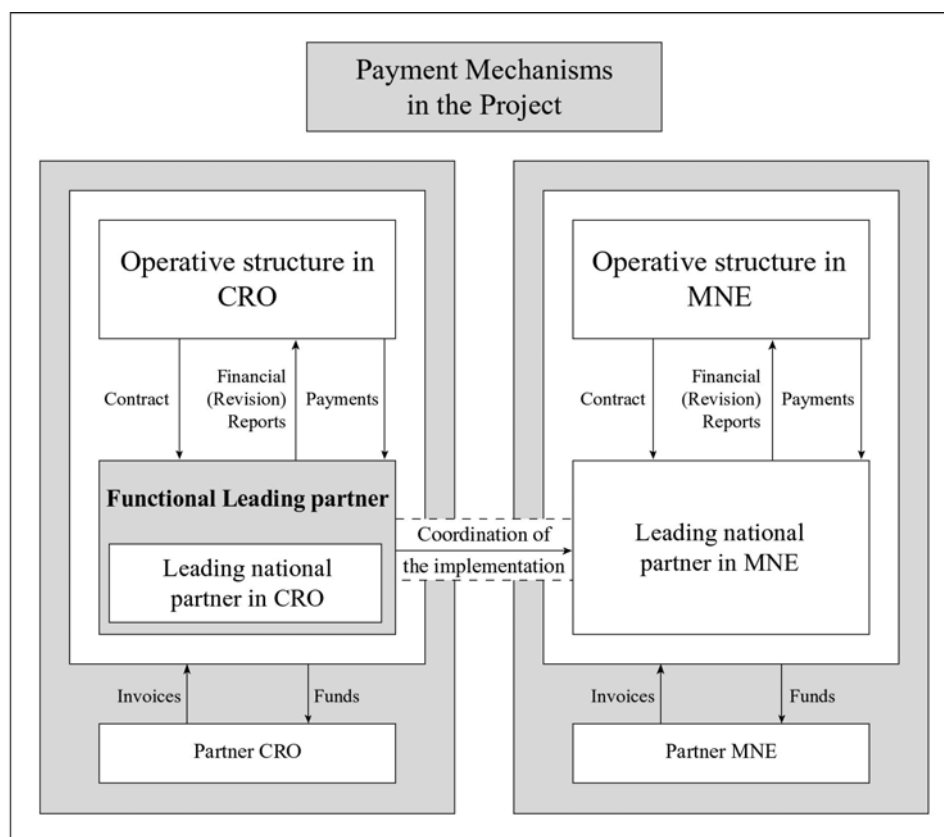 Payment Mechanisms
in the Project
Operative structure in
CRO
Contract
Financial
(Revision)
Reports
Payments
Functional Leading partner
Leading national
partner in CRO
Invoices
Funds
Partner CRO
Coordination of
the implementation
Operative structure in
MNE
Contract
Financial
(Revision)
Reports
Payments
Leading national
partner in MNE
Invoices
Funds
Partner MNE